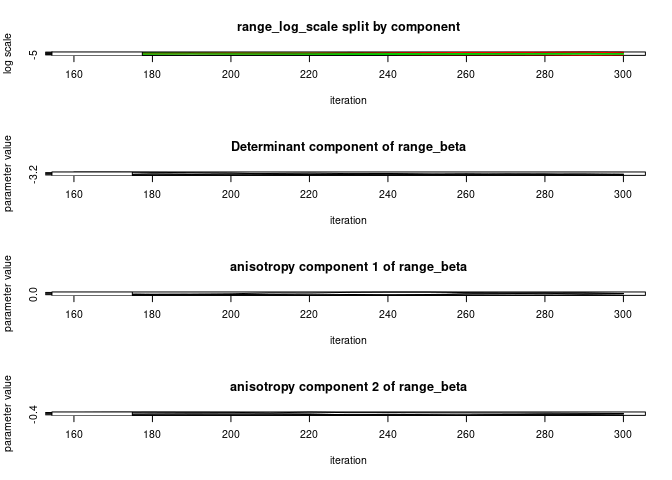 range_log_scale split by component
log scale
-5
160 180 200 220 240 260 280 300
iteration
Determinant component of range_beta
parameter value
-3.2
160 180 200 220 240 260 280 300
iteration
anisotropy component 1 of range_beta
parameter value
0.0
160 180 200 220 240 260 280 300
iteration
anisotropy component 2 of range_beta
parameter value
-0.4
160 180 200 220 240 260 280 300
iteration